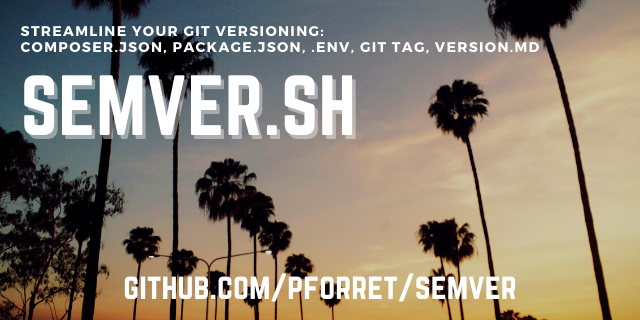 STREAMLINE YOUR GIT VERSIONING:
COMPOSER.JSON, PACKAGE.JSON, .ENV, GIT TAG, VERSION.MD
SEMVER.SH
GITHUB.COM/PFORRET/SEMVER